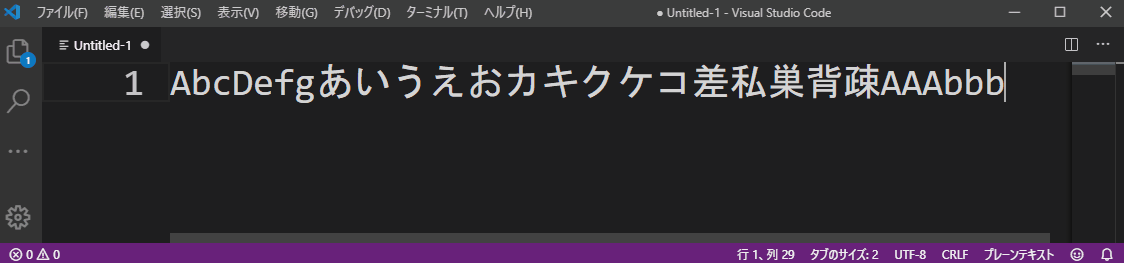 ファイル(F) 編集(E) 選択(S) 表示(V) 移動(G) デバッグ(D) ターミナル(T) ヘルプ(H) ● Untitled-1 - Visual Studio Code
Untitled-1 ●
1
1 AbcDefgあいうえおカキクケコ差私巣背疎AAAbbb
0 0 行 1、列 29 タブのサイズ: 2 UTF-8 CRLF プレーンテキスト